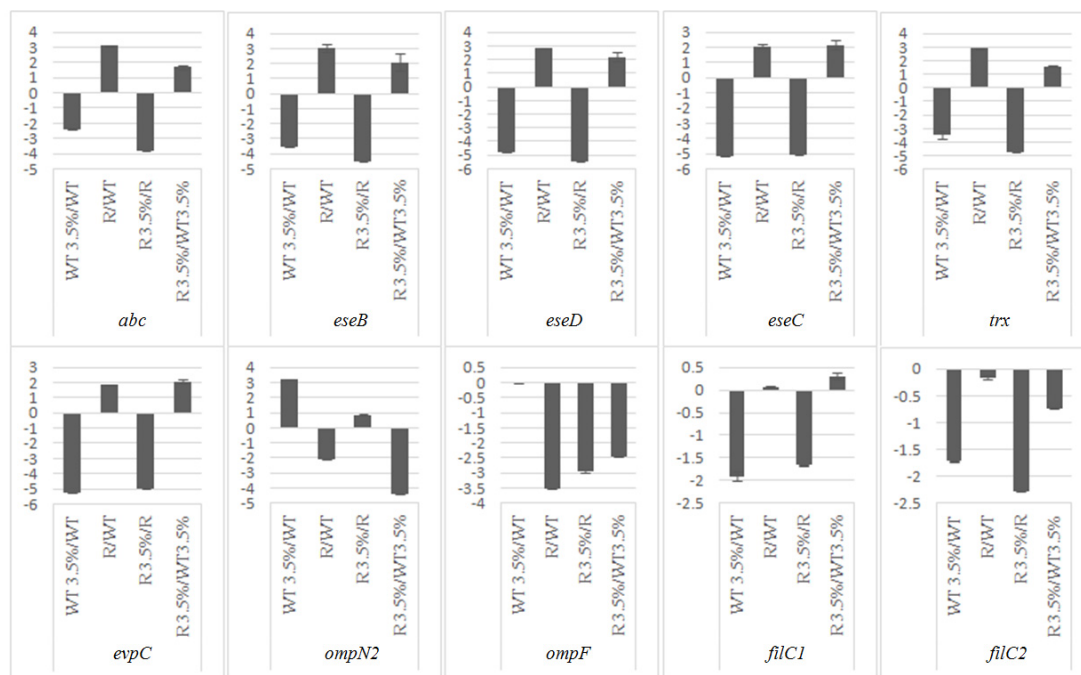 4
3
2
1
0
-1
-2
-3
-4
-5
WT 3.5%/WT
R/WT
R3.5%/R
R3.5%/WT3.5%
abc
4
3
2
1
0
-1
-2
-3
-4
-5
WT 3.5%/WT
R/WT
R3.5%/R
R3.5%/WT3.5%
eseB
4
3
2
1
0
-1
-2
-3
-4
-5
-6
WT 3.5%/WT
R/WT
R3.5%/R
R3.5%/WT3.5%
eseD
3
2
1
0
-1
-2
-3
-4
-5
-6
WT 3.5%/WT
R/WT
R3.5%/R
R3.5%/WT3.5%
eseC
4
3
2
1
0
-1
-2
-3
-4
-5
-6
WT 3.5%/WT
R/WT
R3.5%/R
R3.5%/WT3.5%
trx
3
2
1
0
-1
-2
-3
-4
-5
-6
WT 3.5%/WT
R/WT
R3.5%/R
R3.5%/WT3.5%
evpC
4
3
2
1
0
-1
-2
-3
-4
-5
WT 3.5%/WT
R/WT
R3.5%/R
R3.5%/WT3.5%
ompN2
0.5
0
-0.5
-1
-1.5
-2
-2.5
-3
-3.5
-4
WT 3.5%/WT
R/WT
R3.5%/R
R3.5%/WT3.5%
ompF
0.5
0
-0.5
-1
-1.5
-2
-2.5
WT 3.5%/WT
R/WT
R3.5%/R
R3.5%/WT3.5%
filC1
0
-0.5
-1
-1.5
-2
-2.5
WT 3.5%/WT
R/WT
R3.5%/R
R3.5%/WT3.5%
filC2